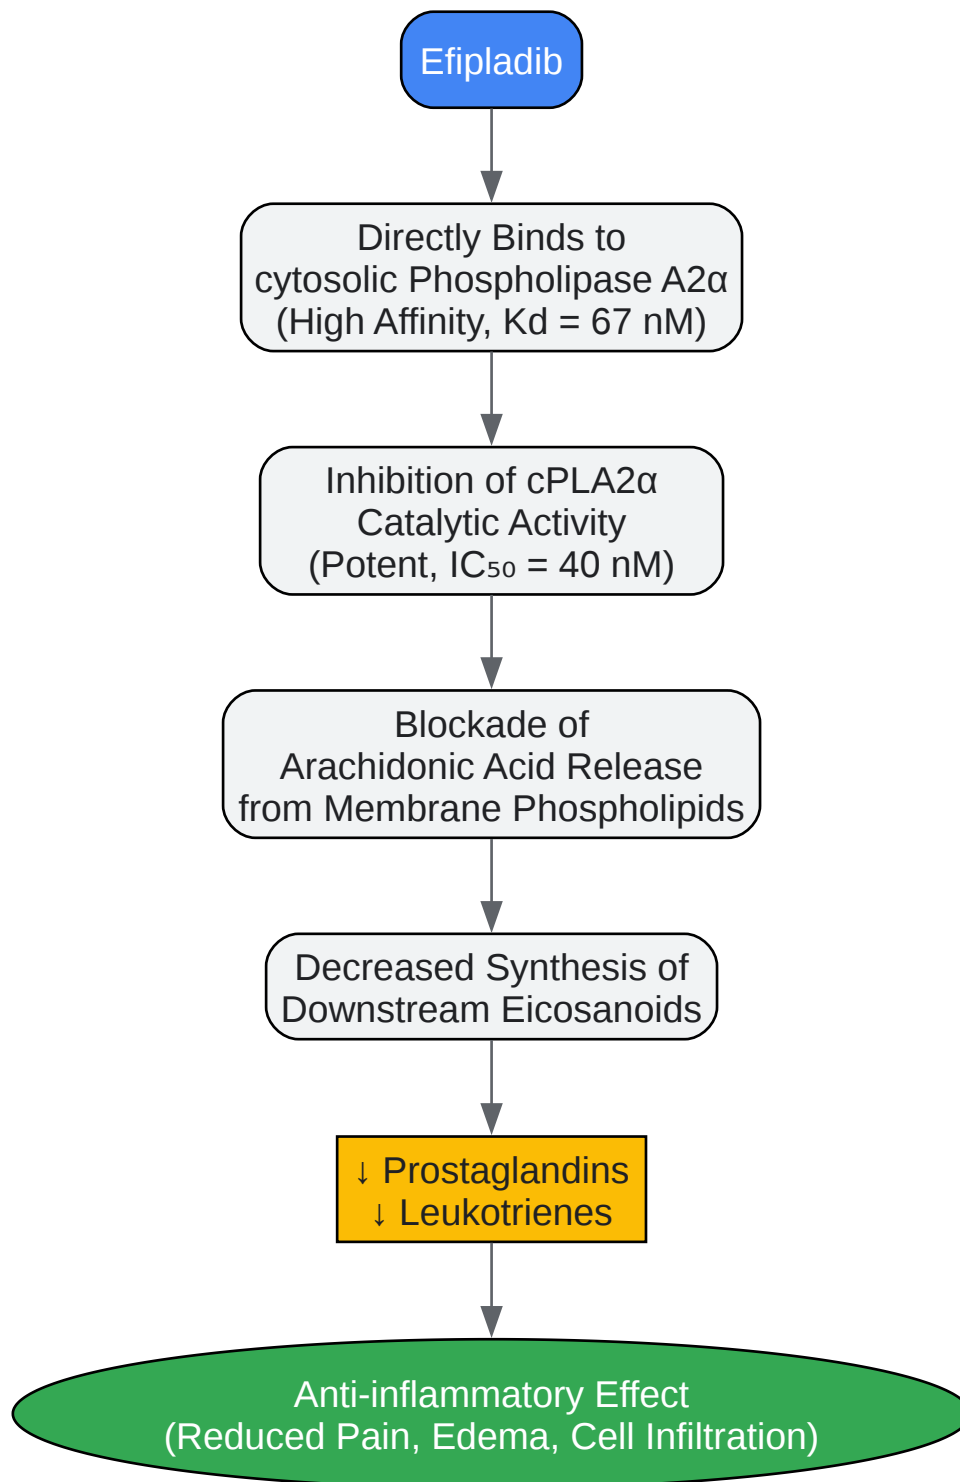 Efipladib
Directly Binds to
cytosolic Phospholipase A2α
(High Affinity, Kd = 67 nM)
Inhibition of cPLA2α
Catalytic Activity
(Potent, IC₅₀ = 40 nM)
Blockade of
Arachidonic Acid Release
from Membrane Phospholipids
Decreased Synthesis of
Downstream Eicosanoids
↓ Prostaglandins
↓ Leukotrienes
Anti-inflammatory Effect
(Reduced Pain, Edema, Cell Infiltration)